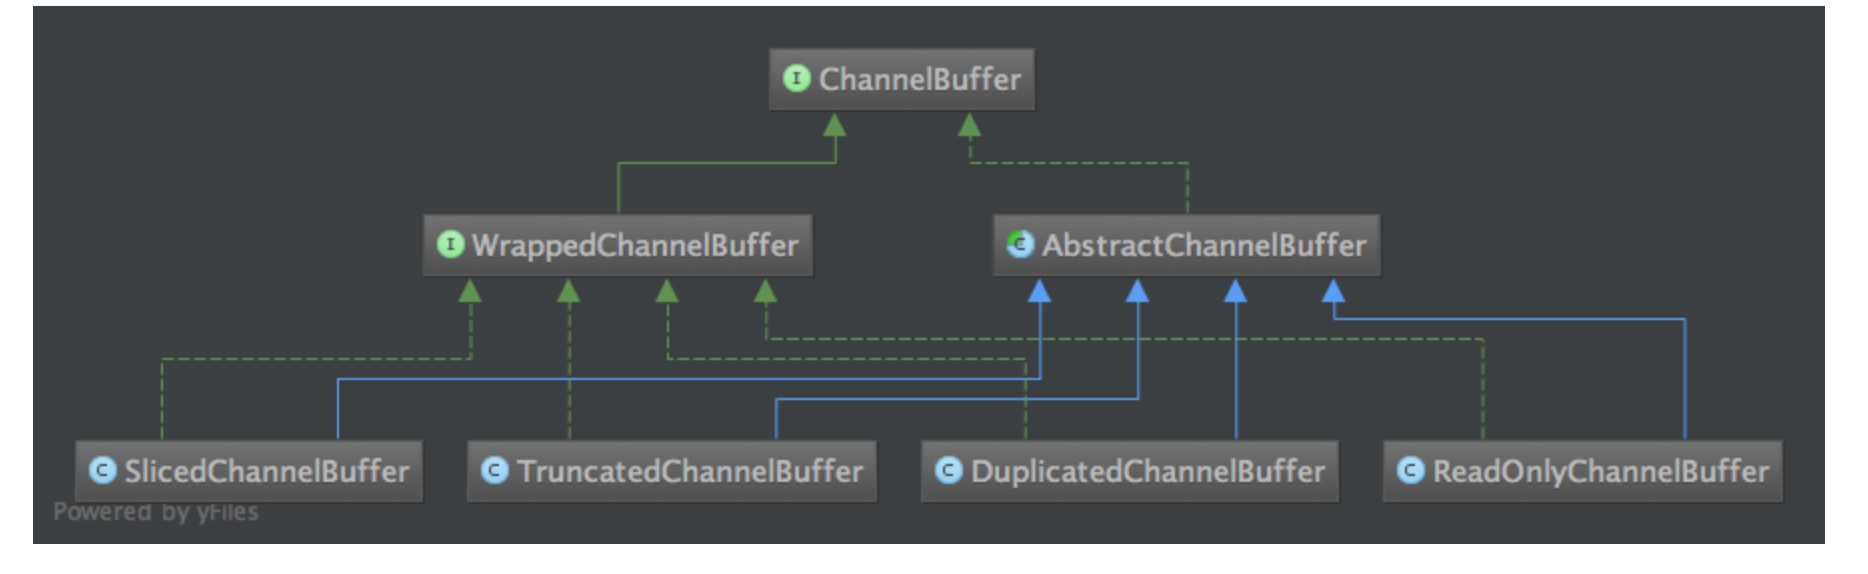 I ChannelBuffer
I WrappedChannelBuffer
C AbstractChannelBuffer
C SlicedChannelBuffer
C TruncatedChannelBuffer
C DuplicatedChannelBuffer
C ReadOnlyChannelBuffer
Powered by yFiles